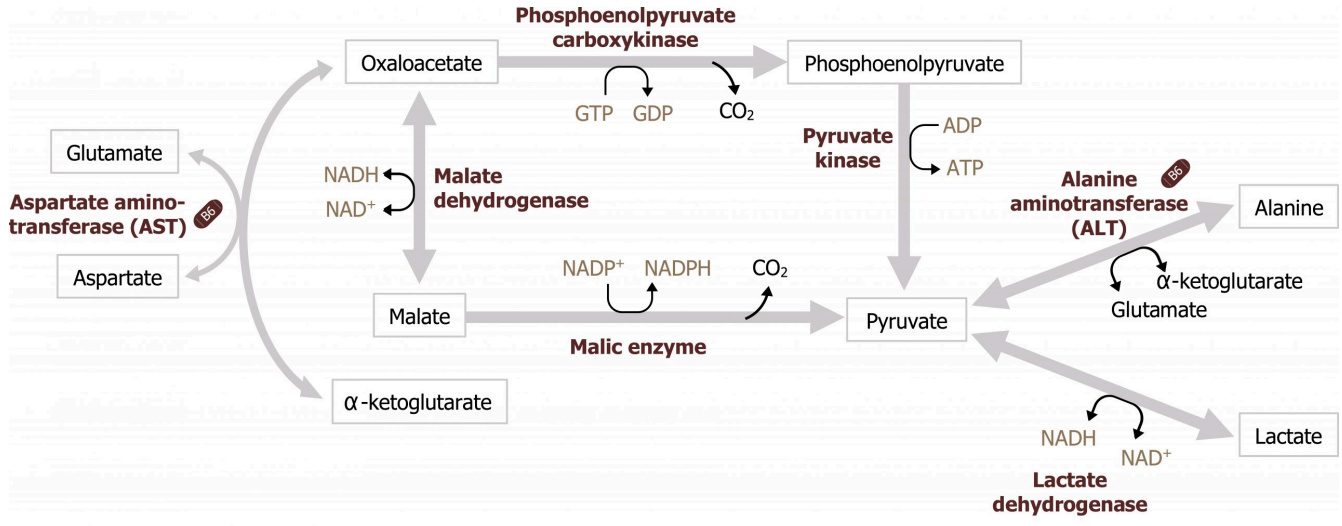 Phosphoenolpyruvate
carboxykinase
Oxaloacetate
Phosphoenolpyruvate
GTP
GDP
CO₂
ADP
ATP
Pyruvate
kinase
Glutamate
Aspartate amino-
transferase (AST)
B6
Aspartate
NADH
NAD⁺
Malate
dehydrogenase
Alanine
aminotransferase
(ALT)
B6
Alanine
α-ketoglutarate
Glutamate
NADP⁺
NADPH
CO₂
Malate
Malic enzyme
Pyruvate
α-ketoglutarate
NADH
NAD⁺
Lactate
Lactate
dehydrogenase